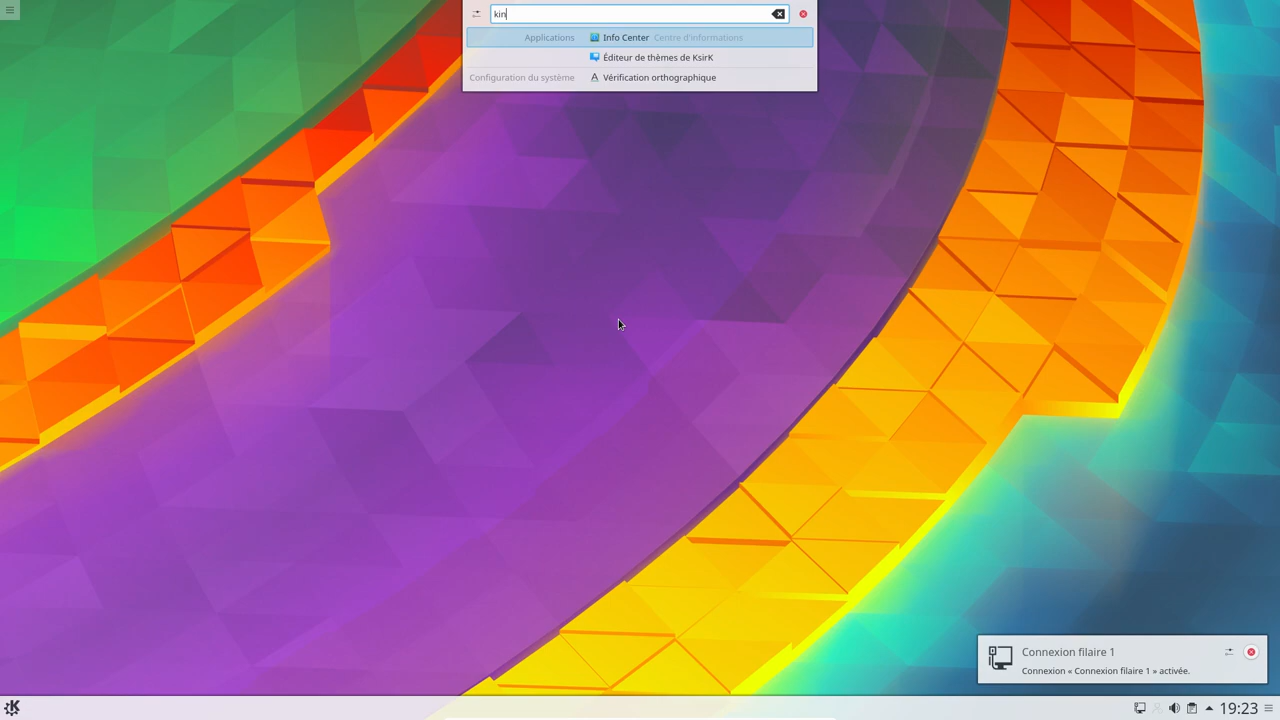 kin
Applications Info Center Centre d'informations
Éditeur de thèmes de KsirK
Configuration du système Vérification orthographique
Connexion filaire 1
Connexion « Connexion filaire 1 » activée.
19:23